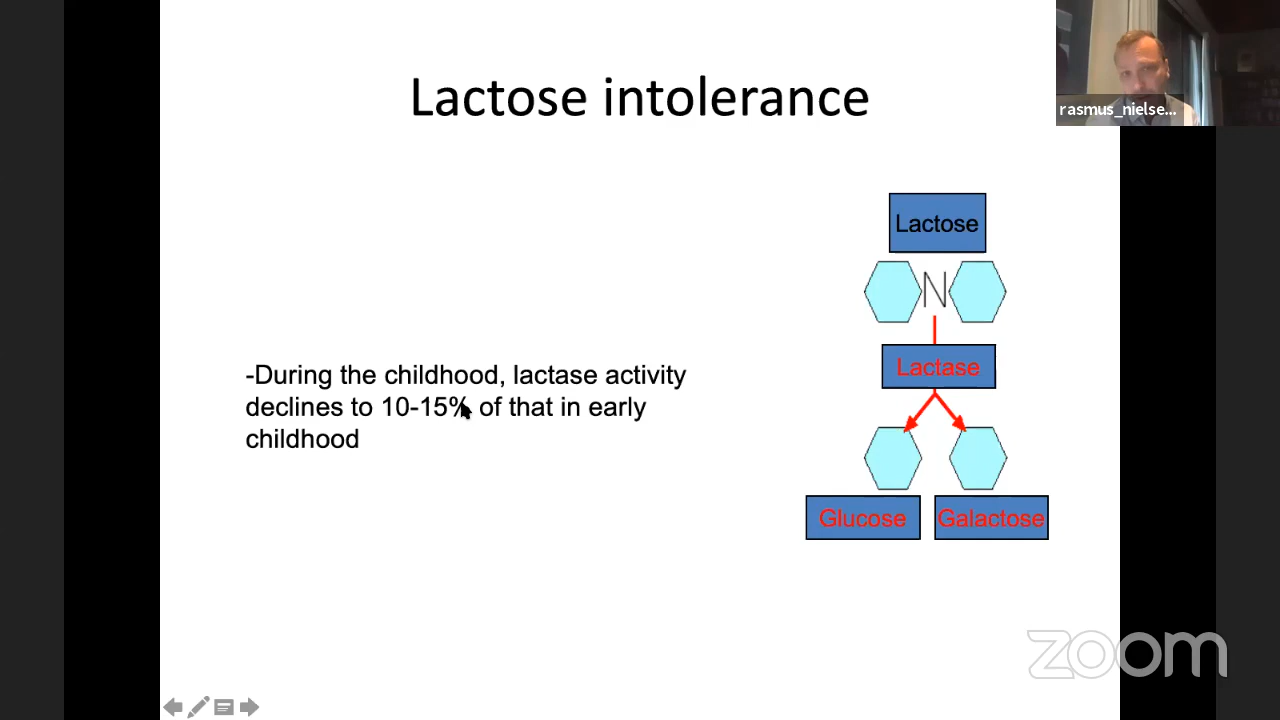 Lactose intolerance
rasmus_nielse...
Lactose
N
Lactase
-During the childhood, lactase activity
declines to 10-15% of that in early
childhood
Glucose
Galactose
zoom